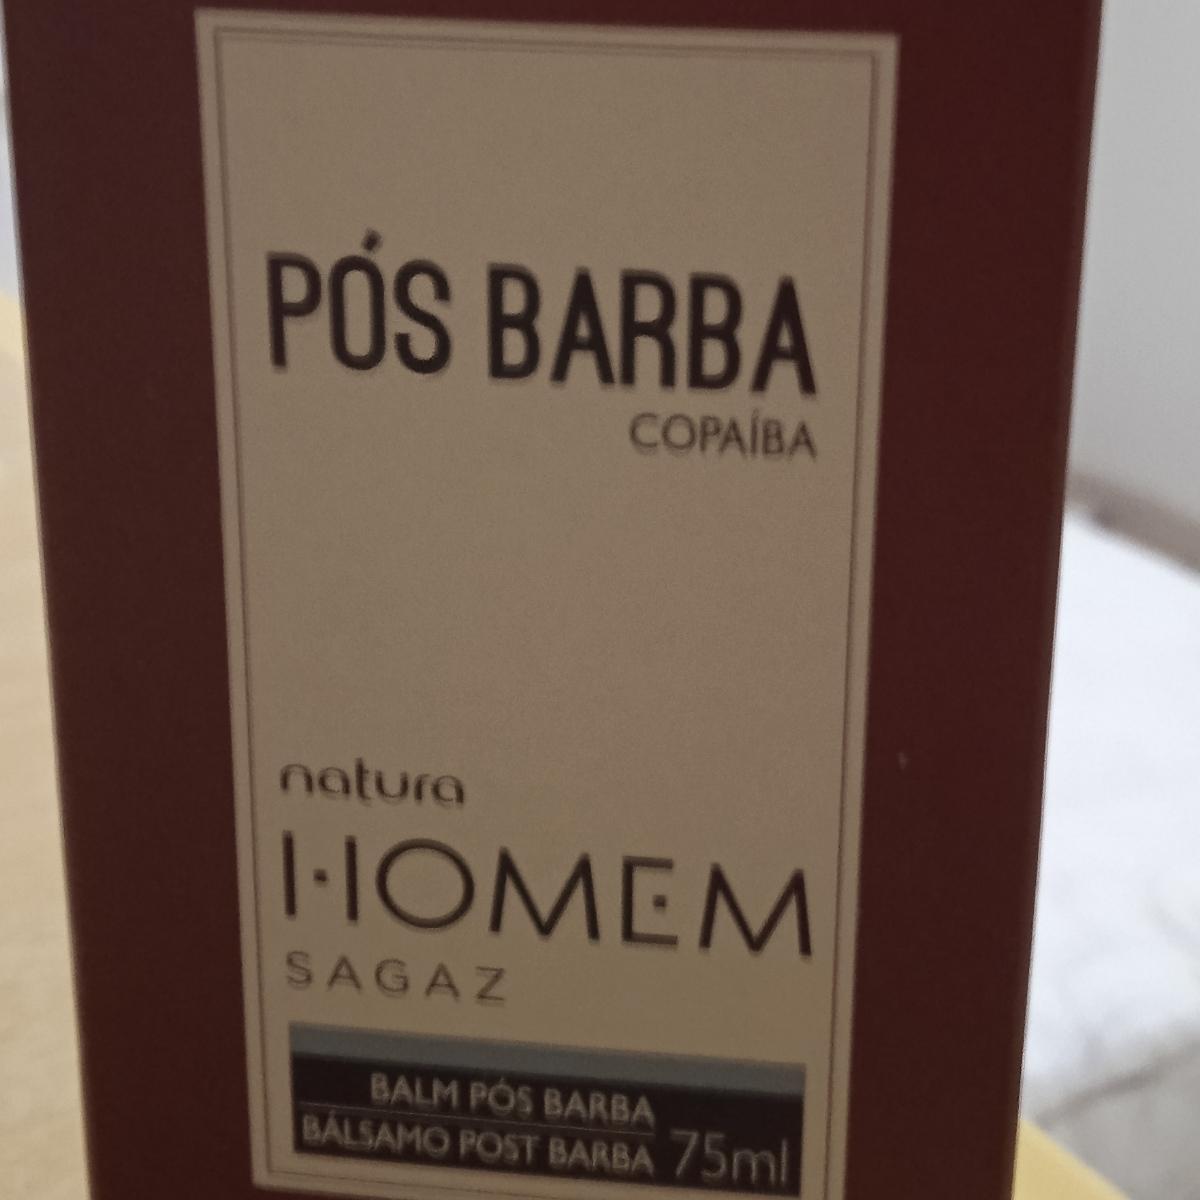 PÓS BARBA
COPAÍBA
natura
HOMEM
SAGAZ
BALM PÓS BARBA
BÁLSAMO POST BARBA 75ml